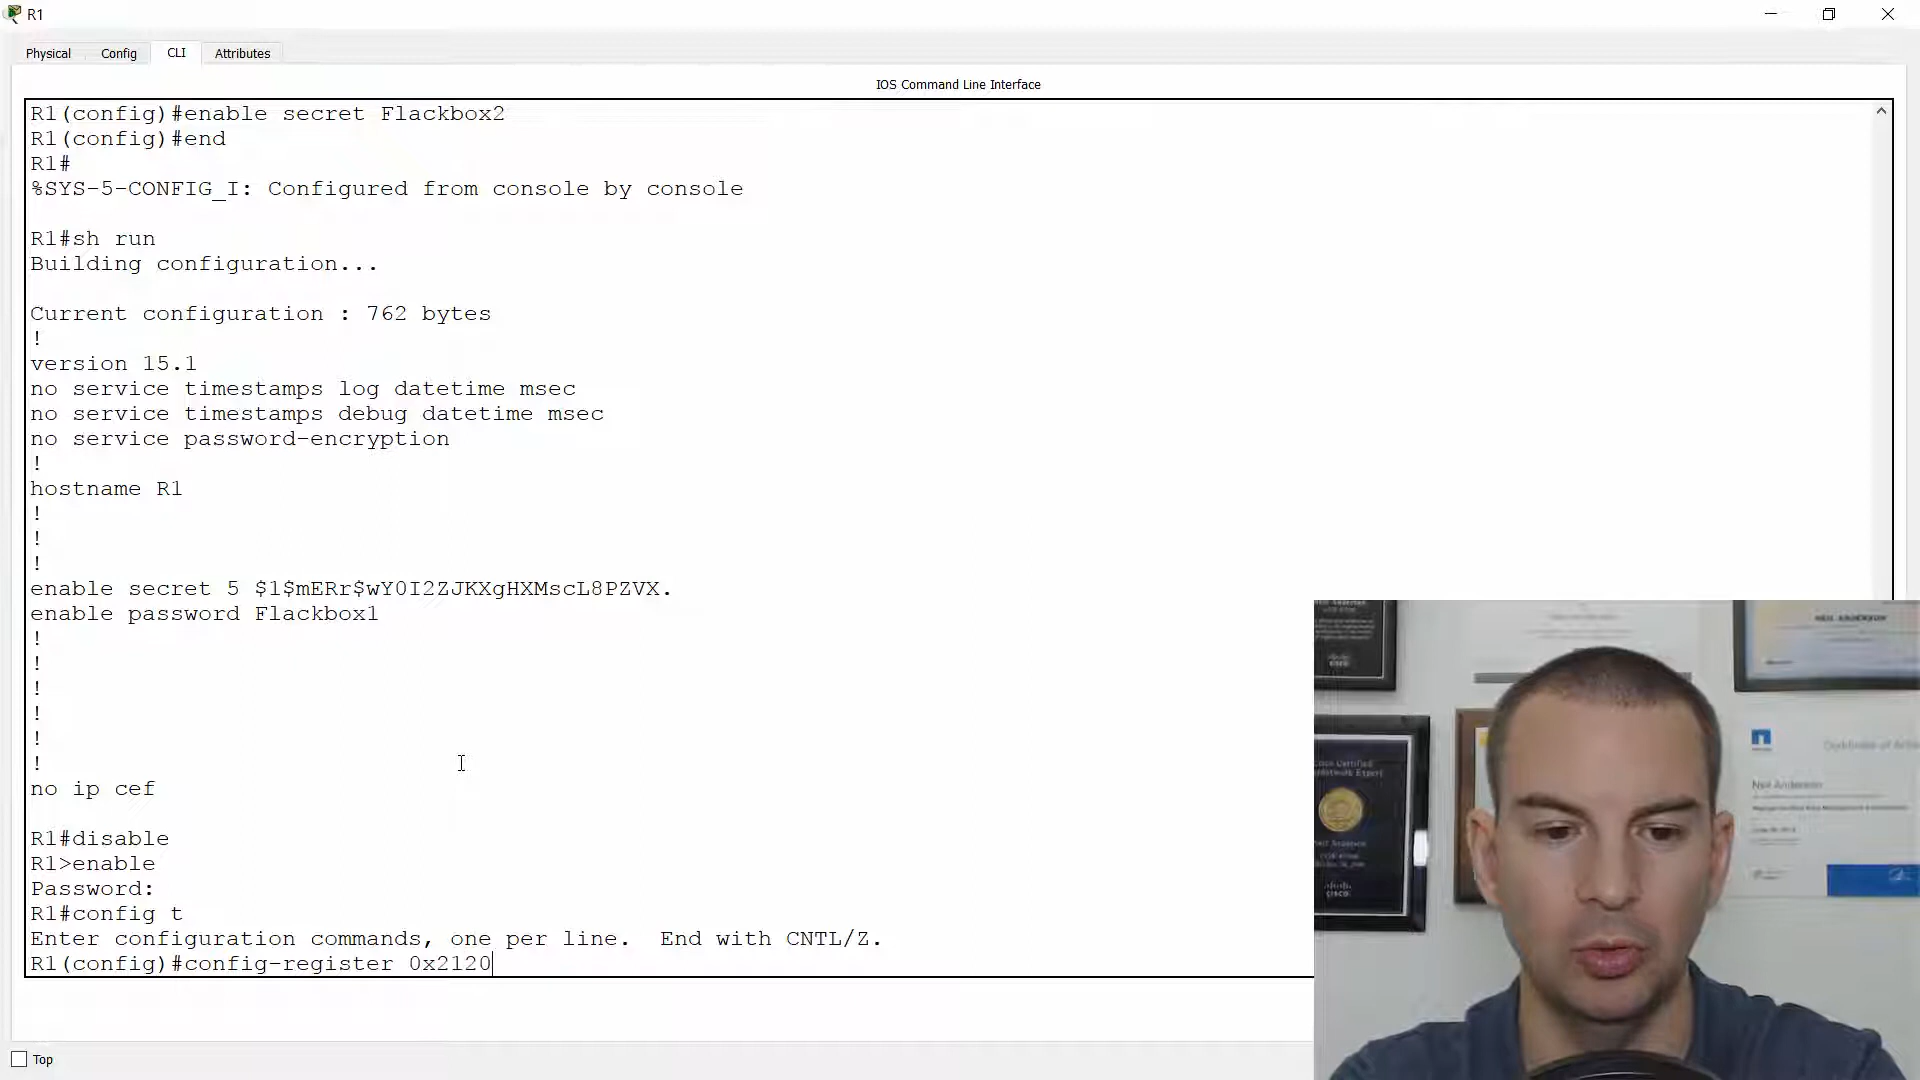 R1
Physical
Config
CLI
Attributes
IOS Command Line Interface
R1(config)#enable secret Flackbox2
R1(config)#end
R1#
%SYS-5-CONFIG_I: Configured from console by console
R1#sh run
Building configuration...
Current configuration : 762 bytes
!
version 15.1
no service timestamps log datetime msec
no service timestamps debug datetime msec
no service password-encryption
!
hostname R1
!
!
!
enable secret 5 $1$mERr$wY0I2ZJKXgHXMscL8PZVX.
enable password Flackbox1
!
!
!
!
!
!
no ip cef
R1#disable
R1>enable
Password:
R1#config t
Enter configuration commands, one per line.  End with CNTL/Z.
R1(config)#config-register 0x2120
Top
NEIL ANDERSON
Neil Anderson